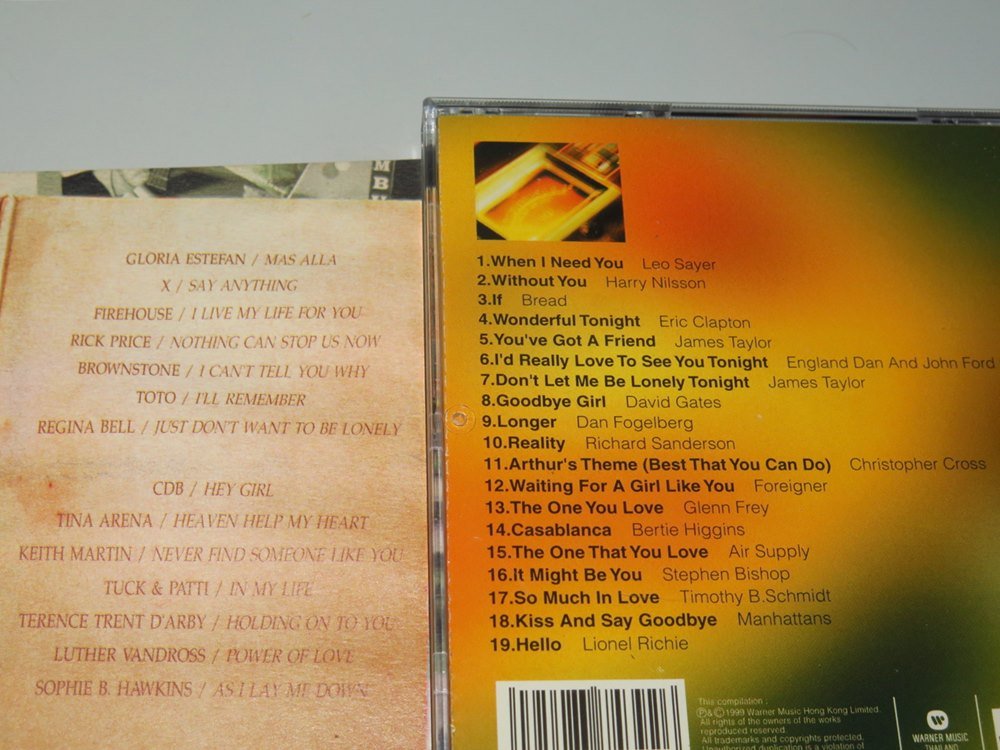 MBU
GLORIA ESTEFAN / MAS ALLA
X / SAY ANYTHING
FIREHOUSE / I LIVE MY LIFE FOR YOU
RICK PRICE / NOTHING CAN STOP US NOW
BROWNSTONE / I CAN'T TELL YOU WHY
TOTO / I'LL REMEMBER
REGINA BELL / JUST DON'T WANT TO BE LONELY
CDB / HEY GIRL
TINA ARENA / HEAVEN HELP MY HEART
KEITH MARTIN / NEVER FIND SOMEONE LIKE YOU
TUCK & PATTI / IN MY LIFE
TERENCE TRENT D'ARBY / HOLDING ON TO YOU
LUTHER VANDROSS / POWER OF LOVE
SOPHIE B. HAWKINS / AS I LAY ME DOWN
1.When I Need You Leo Sayer
2.Without You Harry Nilsson
3.If Bread
4.Wonderful Tonight Eric Clapton
5.You've Got A Friend James Taylor
6.I'd Really Love To See You Tonight England Dan And John Ford
7.Don't Let Me Be Lonely Tonight James Taylor
8.Goodbye Girl David Gates
9.Longer Dan Fogelberg
10.Reality Richard Sanderson
11.Arthur's Theme (Best That You Can Do) Christopher Cross
12.Waiting For A Girl Like You Foreigner
13.The One You Love Glenn Frey
14.Casablanca Bertie Higgins
15.The One That You Love Air Supply
16.It Might Be You Stephen Bishop
17.So Much In Love Timothy B.Schmidt
18.Kiss And Say Goodbye Manhattans
19.Hello Lionel Richie
This compilation :
℗&©1999 Warner Music Hong Kong Limited.
All rights of the owners of the works
reproduced reserved.
All trademarks and copyrights protected.
Unauthorized duplication is a violation of
WARNER MUSIC
THAILAND